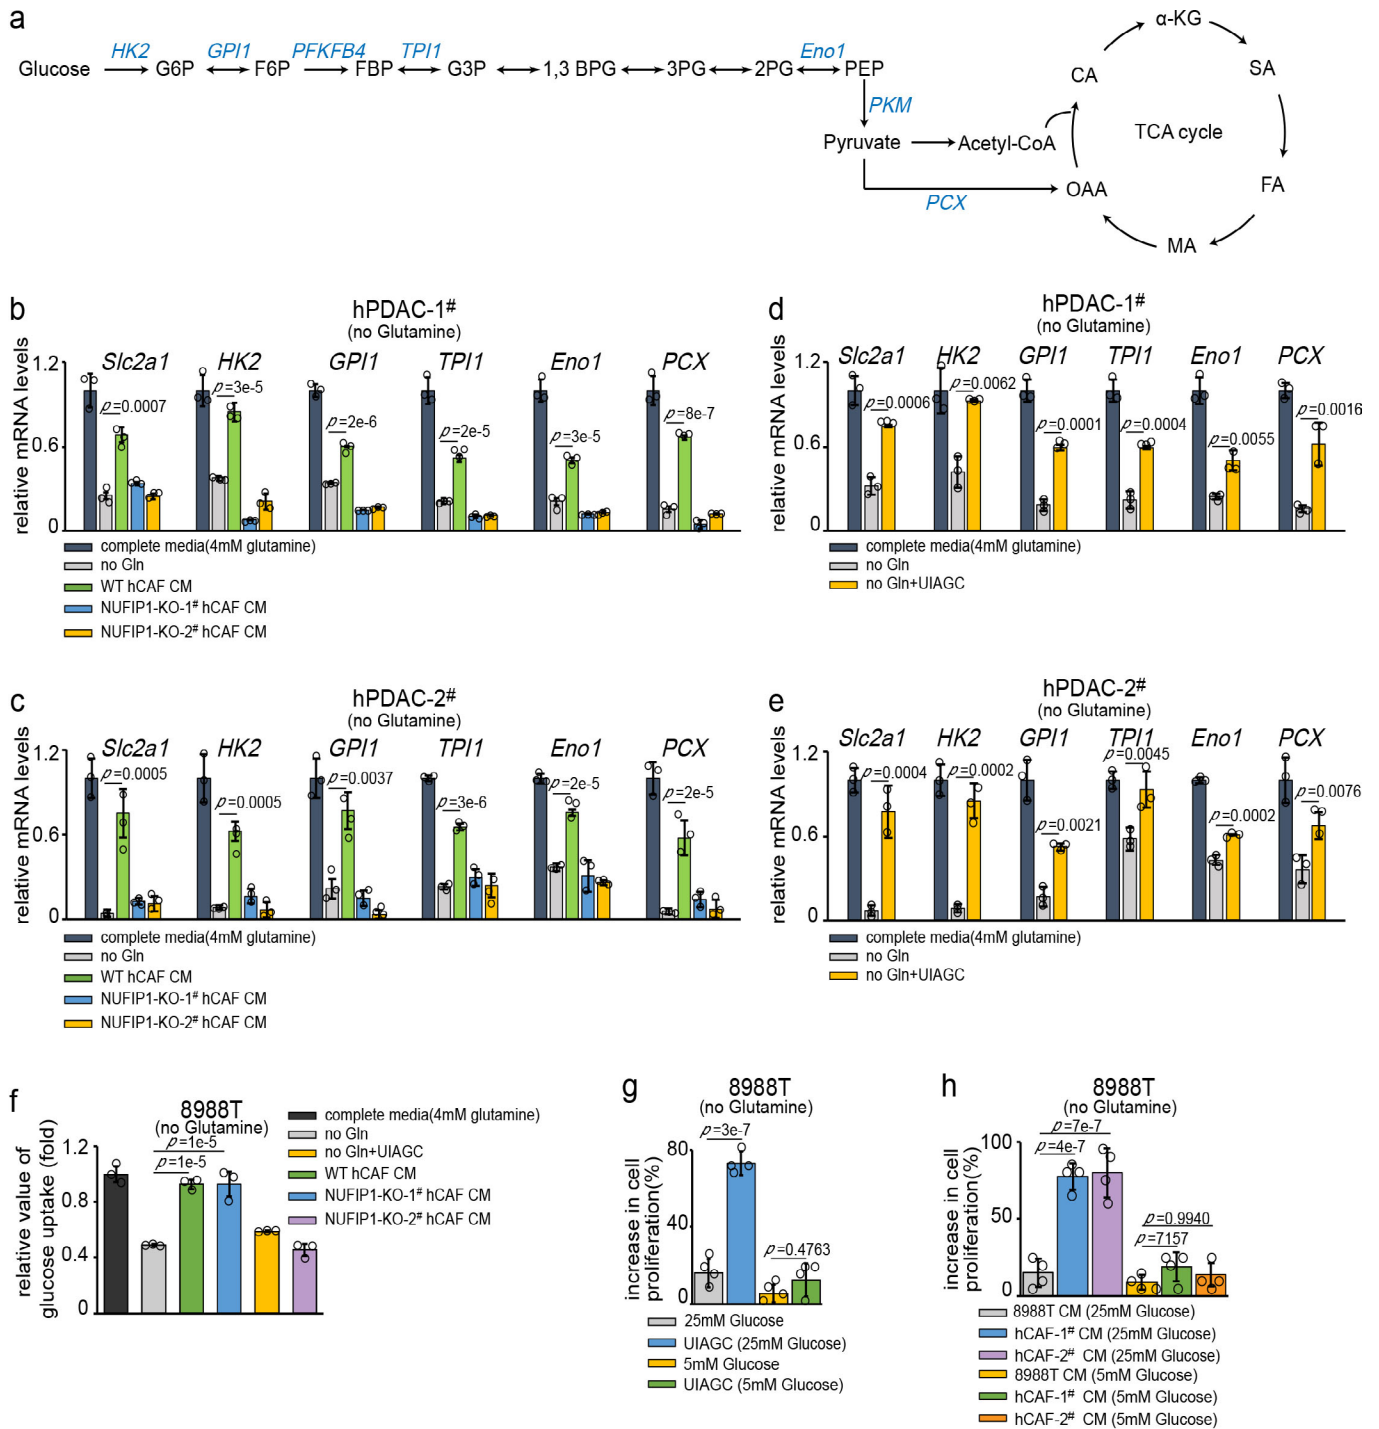 a
HK2 GPI1 PFKFB4 TPI1 Eno1
Glucose G6P F6P FBP G3P 1,3 BPG 3PG 2PG PEP
PKM
Pyruvate Acetyl-CoA
PCX
α-KG
CA SA
TCA cycle
OAA FA
MA
b
hPDAC-1#
(no Glutamine)
relative mRNA levels
1.2
0.6
0
Slc2a1 HK2 GPI1 TPI1 Eno1 PCX
p=0.0007 p=3e-5 p=2e-6 p=2e-5 p=3e-5 p=8e-7
complete media(4mM glutamine)
no Gln
WT hCAF CM
NUFIP1-KO-1# hCAF CM
NUFIP1-KO-2# hCAF CM
d
hPDAC-1#
(no Glutamine)
relative mRNA levels
1.2
0.6
0
Slc2a1 HK2 GPI1 TPI1 Eno1 PCX
p=0.0006 p=0.0062 p=0.0001 p=0.0004 p=0.0055 p=0.0016
complete media(4mM glutamine)
no Gln
no Gln+UIAGC
c
hPDAC-2#
(no Glutamine)
relative mRNA levels
1.2
0.6
0
Slc2a1 HK2 GPI1 TPI1 Eno1 PCX
p=0.0005 p=0.0005 p=0.0037 p=3e-6 p=2e-5 p=2e-5
complete media(4mM glutamine)
no Gln
WT hCAF CM
NUFIP1-KO-1# hCAF CM
NUFIP1-KO-2# hCAF CM
e
hPDAC-2#
(no Glutamine)
relative mRNA levels
1.2
0.6
0
Slc2a1 HK2 GPI1 TPI1 Eno1 PCX
p=0.0004 p=0.0002 p=0.0021 p=0.0045 p=0.0002 p=0.0076
complete media(4mM glutamine)
no Gln
no Gln+UIAGC
f
8988T
(no Glutamine)
relative value of
glucose uptake (fold)
1.2
0.8
0.4
0
p=1e-5
p=1e-5
complete media(4mM glutamine)
no Gln
no Gln+UIAGC
WT hCAF CM
NUFIP1-KO-1# hCAF CM
NUFIP1-KO-2# hCAF CM
g
8988T
(no Glutamine)
increase in cell
proliferation(%)
80
40
0
p=3e-7
p=0.4763
25mM Glucose
UIAGC (25mM Glucose)
5mM Glucose
UIAGC (5mM Glucose)
h
8988T
(no Glutamine)
increase in cell
proliferation(%)
100
50
0
p=7e-7
p=4e-7
p=0.9940
p=7157
8988T CM (25mM Glucose)
hCAF-1# CM (25mM Glucose)
hCAF-2# CM (25mM Glucose)
8988T CM (5mM Glucose)
hCAF-1# CM (5mM Glucose)
hCAF-2# CM (5mM Glucose)